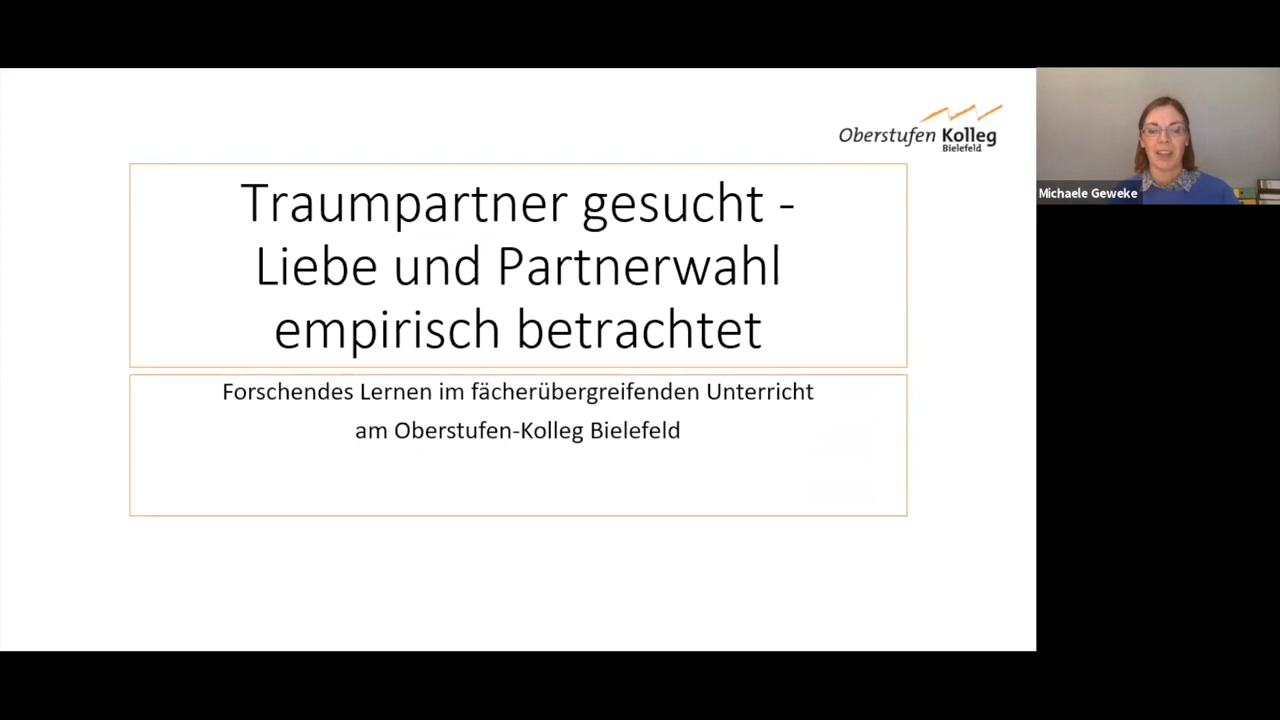 Oberstufen Kolleg
Bielefeld
Traumpartner gesucht -
Liebe und Partnerwahl
empirisch betrachtet
Forschendes Lernen im fächerübergreifenden Unterricht
am Oberstufen-Kolleg Bielefeld
Michaele Geweke